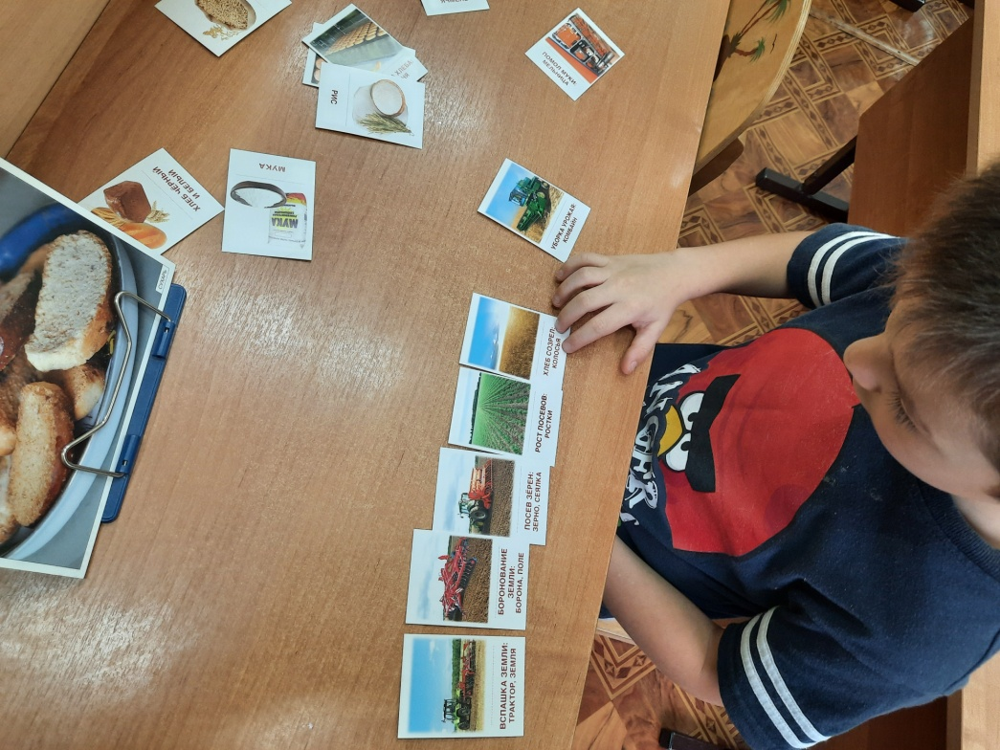 ВСПАШКА ЗЕМЛИ:
ТРАКТОР, ЗЕМЛЯ
БОРОНОВАНИЕ
ЗЕМЛИ:
БОРОНА, ПОЛЕ
ПОСЕВ ЗЁРЕН:
ЗЕРНО, СЕЯЛКА
РОСТ ПОСЕВОВ:
РОСТКИ
ХЛЕБ СОЗРЕЛ:
КОЛОСЬЯ
УБОРКА УРОЖАЯ:
КОМБАЙН
ПОМОЛ МУКИ:
МЕЛЬНИЦА
РИС
МУКА
МУКА
ХЛЕБ ЧЁРНЫЙ
И БЕЛЫЙ
СУХАРЬ